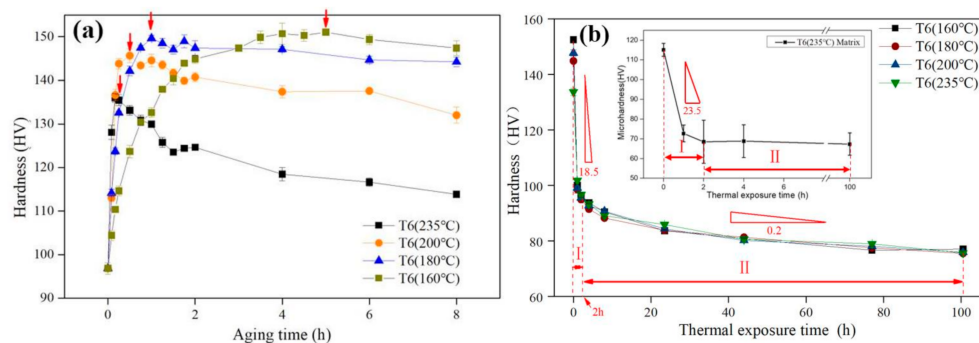 (a)
Hardness (HV)
150
140
130
120
110
100
90
0
2
4
6
8
Aging time (h)
T6(235℃)
T6(200℃)
T6(180℃)
T6(160℃)
(b)
Hardness (HV)
160
140
120
100
80
60
0
20
40
60
80
100
Thermal exposure time (h)
T6(160℃)
T6(180℃)
T6(200℃)
T6(235℃)
18.5
0.2
I
II
2h
T6(235℃) Matrix
Microhardness(HV)
120
110
100
90
80
70
60
50
0
2
4
6
100
Thermal exposure time (h)
23.5
I
II